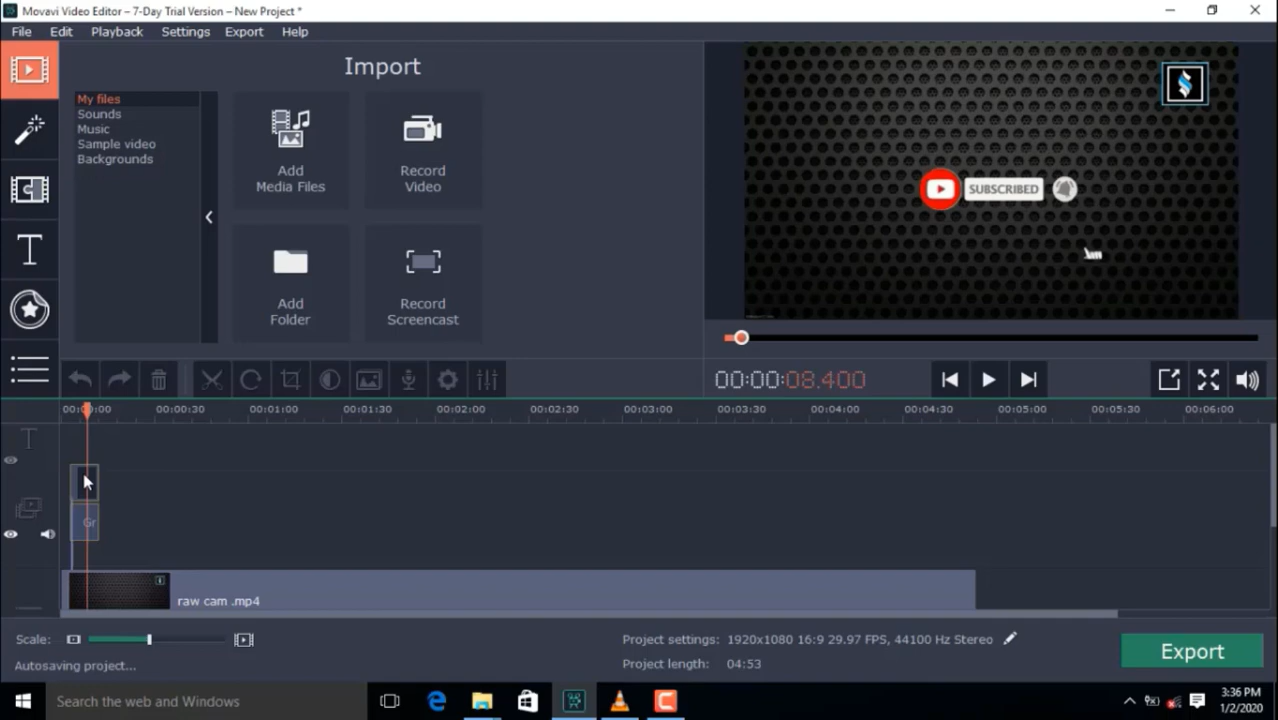 Movavi Video Editor – 7-Day Trial Version – New Project *
File Edit Playback Settings Export Help
Import
My files
Sounds
Music
Sample video
Backgrounds
Add
Media Files
Record
Video
Add
Folder
Record
Screencast
SUBSCRIBED
00:00:08.400
00:00:00 00:00:30 00:01:00 00:01:30 00:02:00 00:02:30 00:03:00 00:03:30 00:04:00 00:04:30 00:05:00 00:05:30 00:06:00
T
Gr
raw cam .mp4
Scale:
Project settings: 1920x1080 16:9 29.97 FPS, 44100 Hz Stereo
Autosaving project...
Project length: 04:53
Export
Search the web and Windows
3:36 PM
1/2/2020